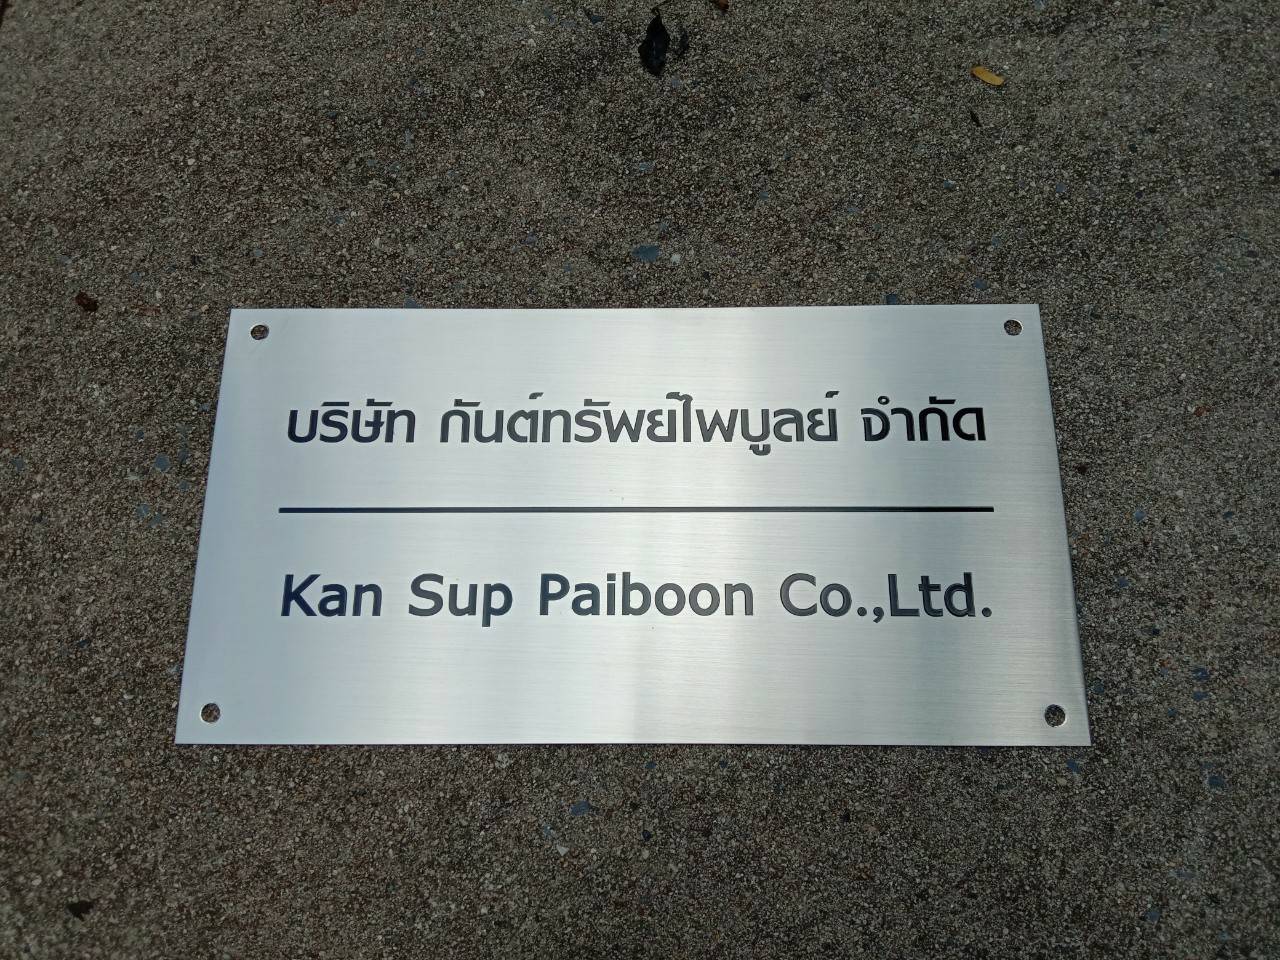 บริษัท กันต์ทรัพย์ไพบูลย์ จำกัด
Kan Sup Paiboon Co.,Ltd.